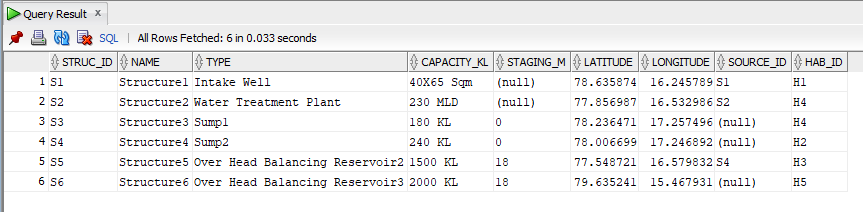 Query Result x
SQL | All Rows Fetched: 6 in 0.033 seconds
STRUC_ID NAME TYPE CAPACITY_KL STAGING_M LATITUDE LONGITUDE SOURCE_ID HAB_ID
1 S1 Structure1 Intake Well 40X65 Sqm (null) 78.635874 16.245789 S1 H1
2 S2 Structure2 Water Treatment Plant 230 MLD (null) 77.856987 16.532986 S2 H4
3 S3 Structure3 Sump1 180 KL 0 78.236471 17.257496 (null) H4
4 S4 Structure4 Sump2 240 KL 0 78.006699 17.246892 (null) H2
5 S5 Structure5 Over Head Balancing Reservoir2 1500 KL 18 77.548721 16.579832 S4 H3
6 S6 Structure6 Over Head Balancing Reservoir3 2000 KL 18 79.635241 15.467931 (null) H5